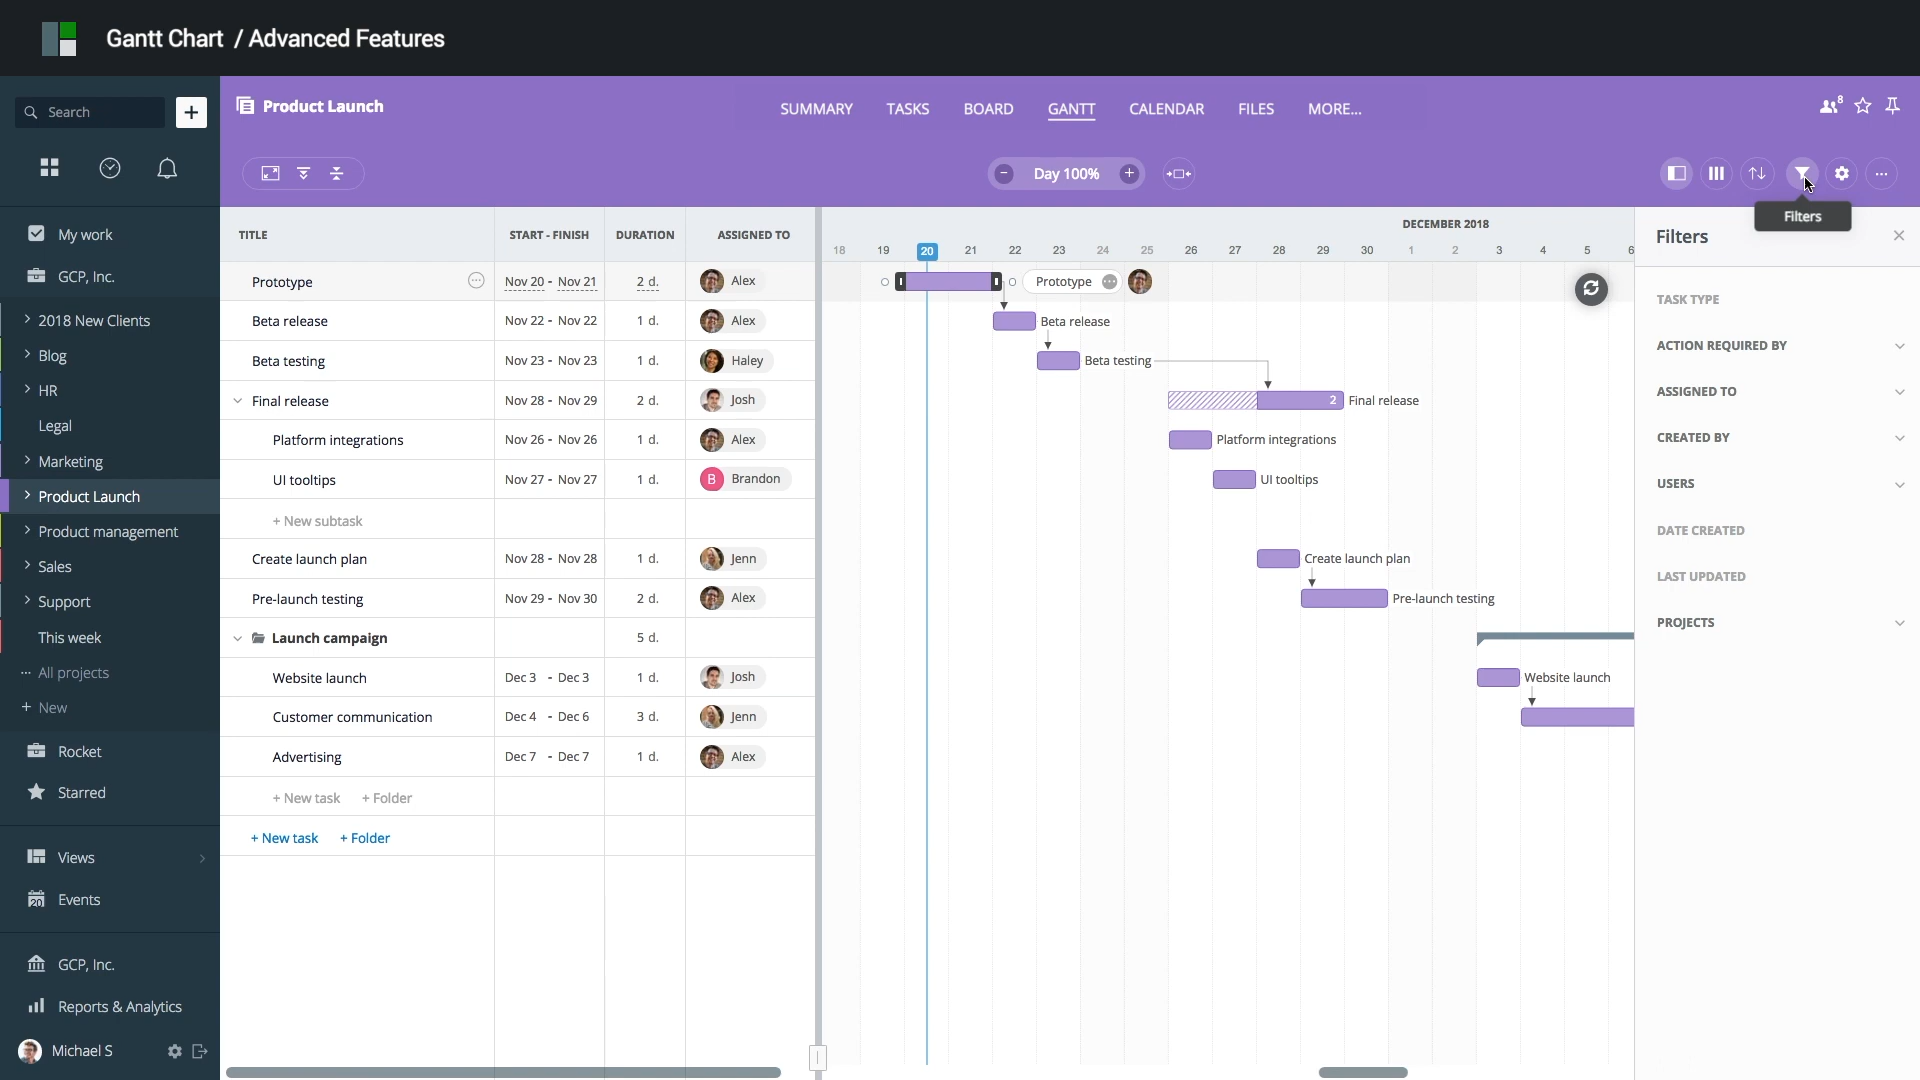 Gantt Chart / Advanced Features
Search
Product Launch
SUMMARY TASKS BOARD GANTT CALENDAR FILES MORE...
8
Day 100%
Filters
My work
GCP, Inc.
2018 New Clients
Blog
HR
Legal
Marketing
Product Launch
Product management
Sales
Support
This week
All projects
+ New
Rocket
Starred
Views
Events
20
GCP, Inc.
Reports & Analytics
Michael S
TITLE START - FINISH DURATION ASSIGNED TO
Prototype Nov 20 - Nov 21 2 d. Alex
Beta release Nov 22 - Nov 22 1 d. Alex
Beta testing Nov 23 - Nov 23 1 d. Haley
Final release Nov 28 - Nov 29 2 d. Josh
Platform integrations Nov 26 - Nov 26 1 d. Alex
UI tooltips Nov 27 - Nov 27 1 d. B Brandon
+ New subtask
Create launch plan Nov 28 - Nov 28 1 d. Jenn
Pre-launch testing Nov 29 - Nov 30 2 d. Alex
Launch campaign 5 d.
Website launch Dec 3 - Dec 3 1 d. Josh
Customer communication Dec 4 - Dec 6 3 d. Jenn
Advertising Dec 7 - Dec 7 1 d. Alex
+ New task + Folder
+ New task + Folder
DECEMBER 2018
18 19 20 21 22 23 24 25 26 27 28 29 30 1 2 3 4 5 6
Prototype
Beta release
Beta testing
2 Final release
Platform integrations
UI tooltips
Create launch plan
Pre-launch testing
Website launch
Filters
TASK TYPE
ACTION REQUIRED BY
ASSIGNED TO
CREATED BY
USERS
DATE CREATED
LAST UPDATED
PROJECTS